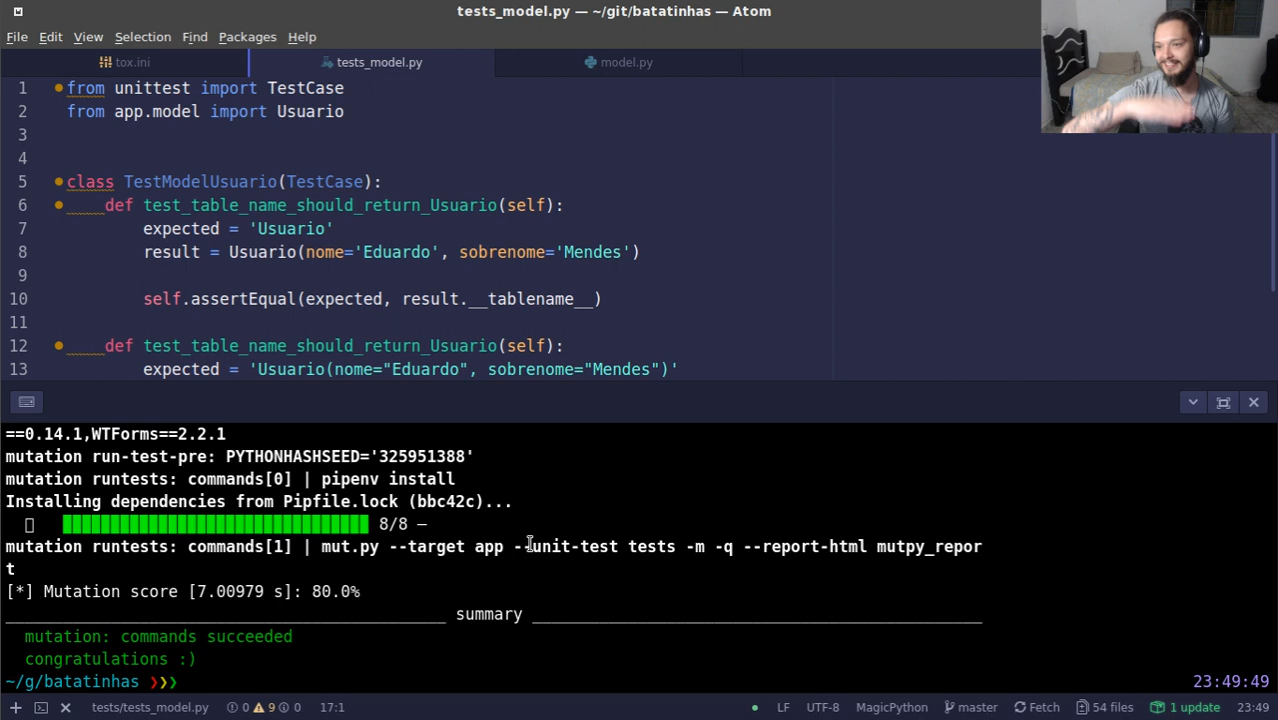 tests_model.py — ~/git/batatinhas — Atom
File Edit View Selection Find Packages Help
tox.ini tests_model.py model.py
1 from unittest import TestCase
2 from app.model import Usuario
3
4
5 class TestModelUsuario(TestCase):
6 def test_table_name_should_return_Usuario(self):
7 expected = 'Usuario'
8 result = Usuario(nome='Eduardo', sobrenome='Mendes')
9
10 self.assertEqual(expected, result.__tablename__)
11
12 def test_table_name_should_return_Usuario(self):
13 expected = 'Usuario(nome="Eduardo", sobrenome="Mendes")'
==0.14.1,WTForms==2.2.1
mutation run-test-pre: PYTHONHASHSEED='325951388'
mutation runtests: commands[0] | pipenv install
Installing dependencies from Pipfile.lock (bbc42c)...
8/8 —
mutation runtests: commands[1] | mut.py --target app --unit-test tests -m -q --report-html mutpy_repor
t
[*] Mutation score [7.00979 s]: 80.0%
summary
mutation: commands succeeded
congratulations :)
~/g/batatinhas ❯❯❯ 23:49:49
tests/tests_model.py 0 9 0 17:1 LF UTF-8 MagicPython master Fetch 54 files 1 update 23:49